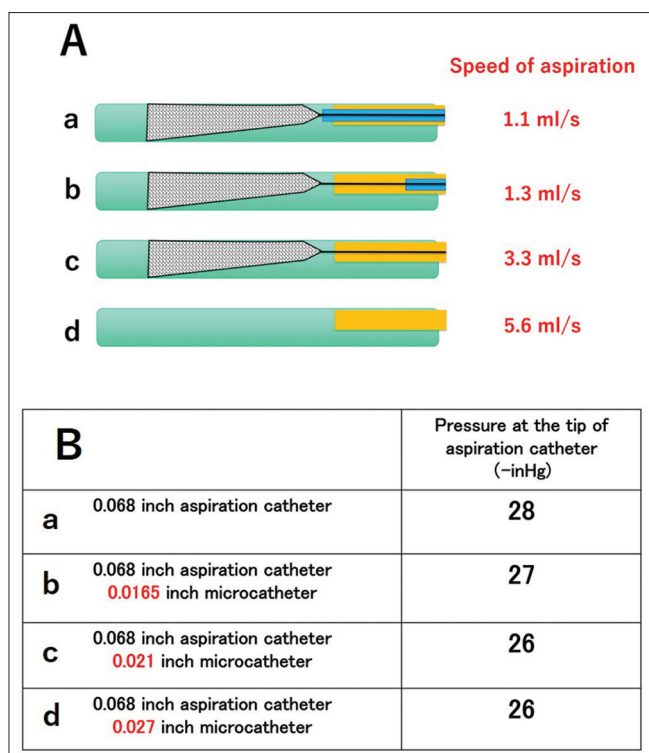 A
Speed of aspiration
a
1.1 ml/s
b
1.3 ml/s
c
3.3 ml/s
d
5.6 ml/s
B
Pressure at the tip of
aspiration catheter
(-inHg)
a
0.068 inch aspiration catheter
28
b
0.068 inch aspiration catheter
0.0165 inch microcatheter
27
c
0.068 inch aspiration catheter
0.021 inch microcatheter
26
d
0.068 inch aspiration catheter
0.027 inch microcatheter
26